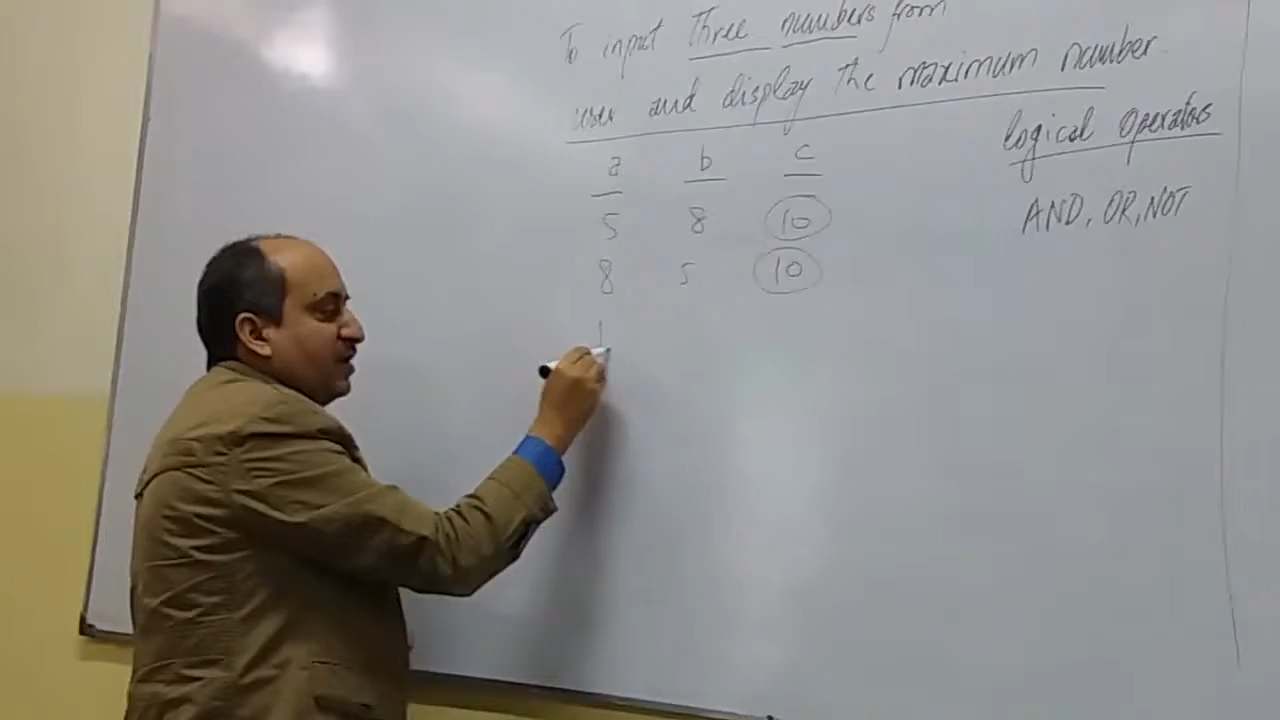 To input three numbers from
user and display the maximum number.
a b c
5 8 10
8 5 10
1
logical operators
AND, OR, NOT